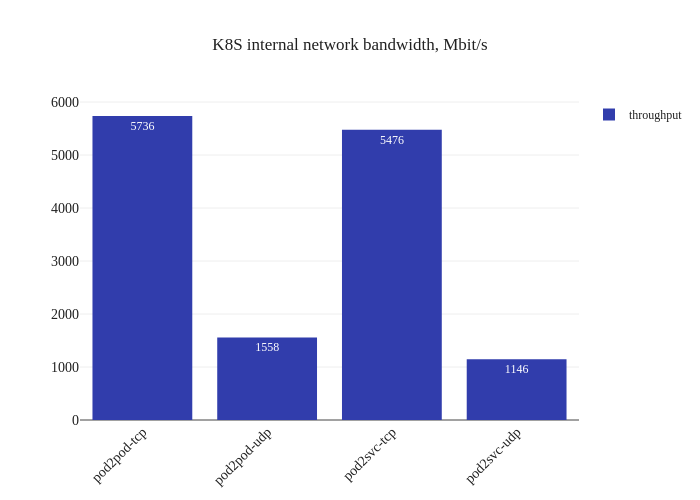 K8S internal network bandwidth, Mbit/s
6000
5000
4000
3000
2000
1000
0
5736
1558
5476
1146
pod2pod-tcp
pod2pod-udp
pod2svc-tcp
pod2svc-udp
throughput